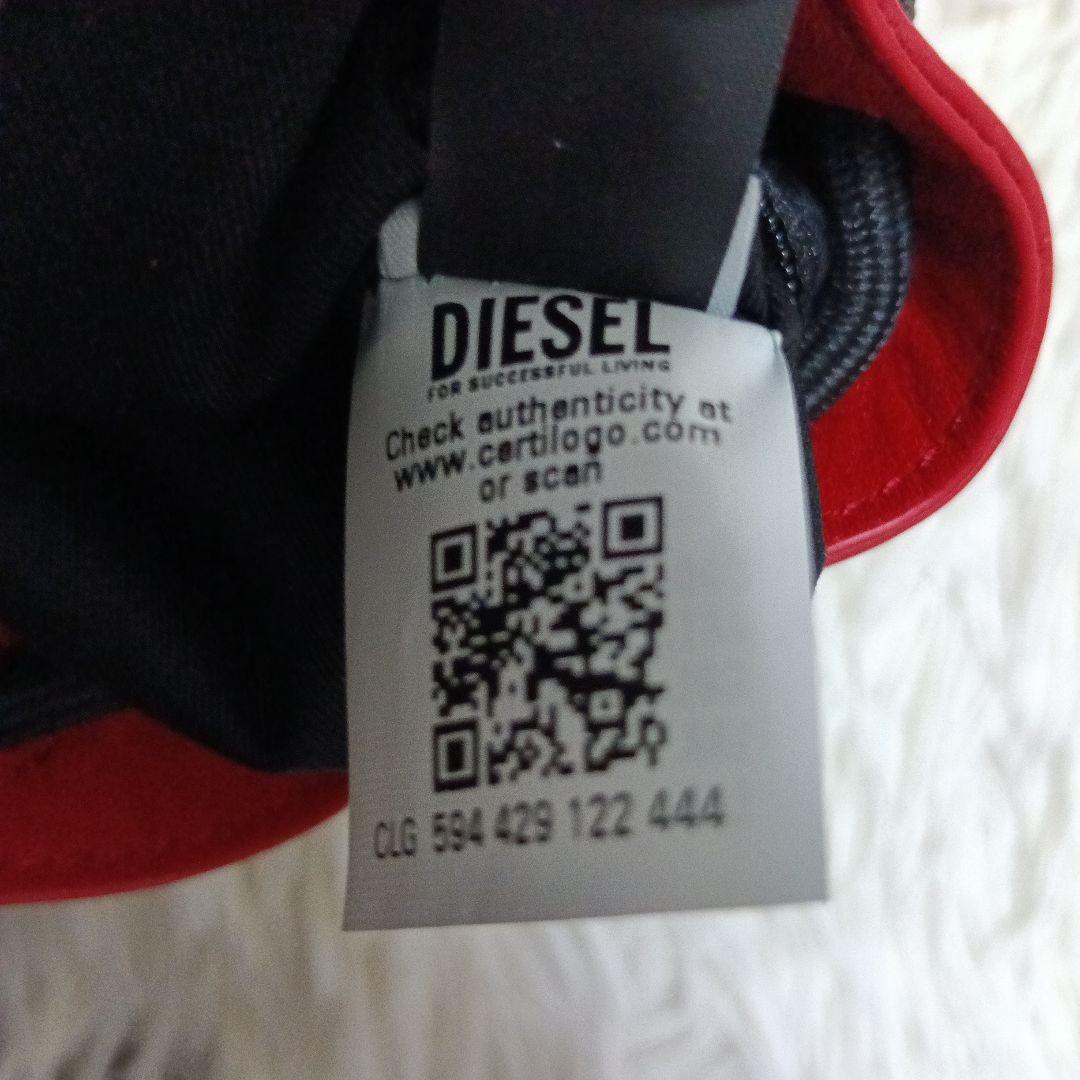 DIESEL
FOR SUCCESSFUL LIVING
Check authenticity at
www.certilogo.com
or scan
CLG 594 429 122 444